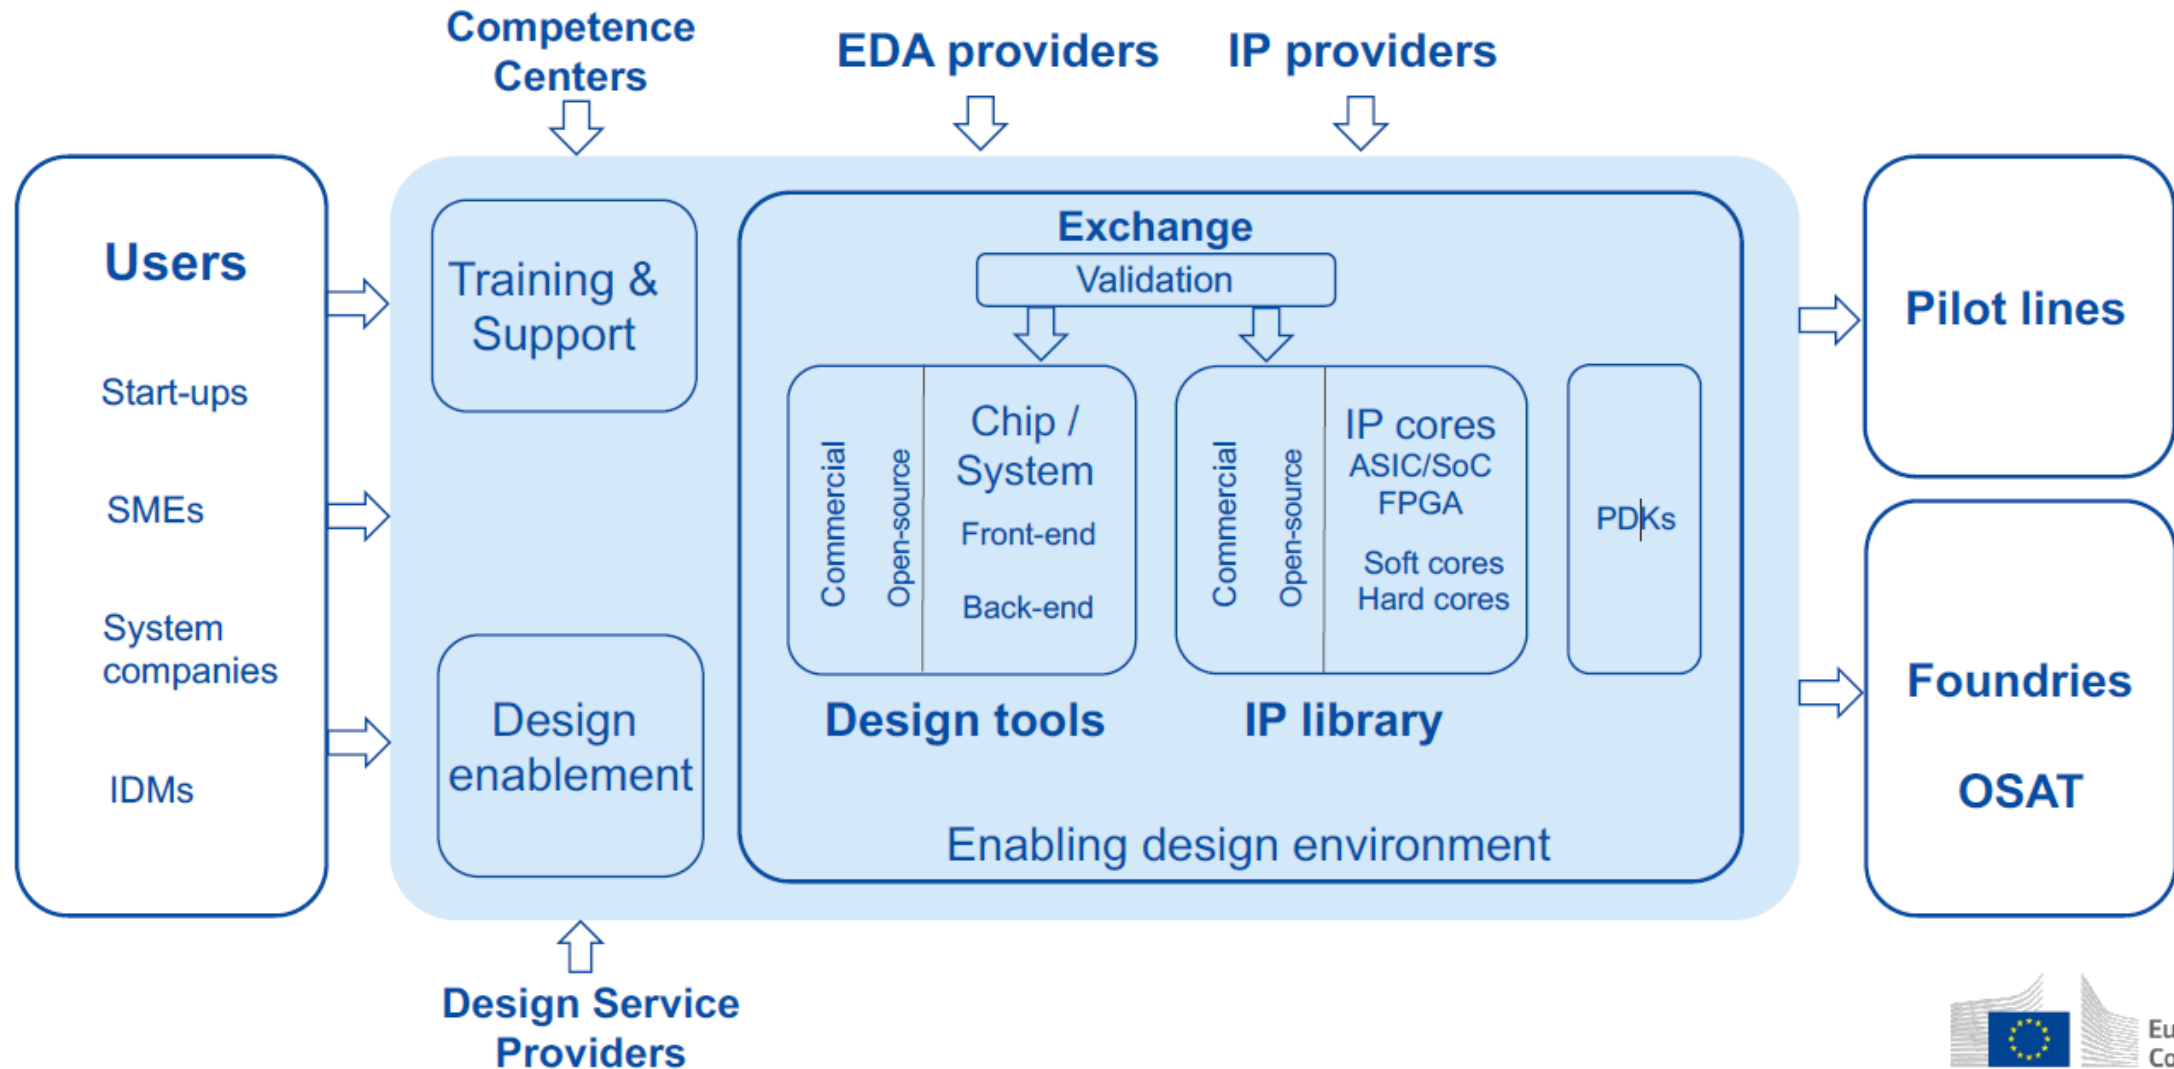 Competence
Centers
EDA providers
IP providers
Users
Start-ups
SMEs
System
companies
IDMs
Training &
Support
Design
enablement
Exchange
Validation
Commercial
Open-source
Chip /
System
Front-end
Back-end
Design tools
Commercial
Open-source
IP cores
ASIC/SoC
FPGA
Soft cores
Hard cores
IP library
PDKs
Enabling design environment
Pilot lines
Foundries
OSAT
Design Service
Providers
Eu
Co